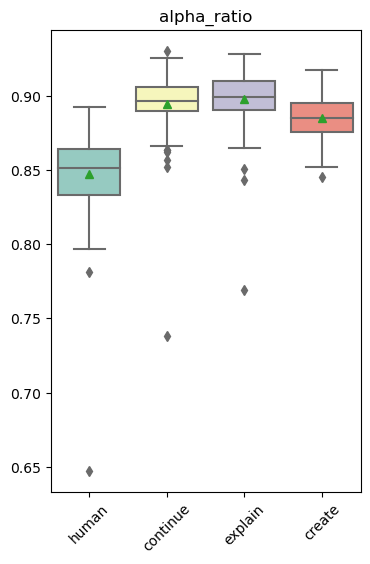 alpha_ratio
0.90
0.85
0.80
0.75
0.70
0.65
human
continue
explain
create